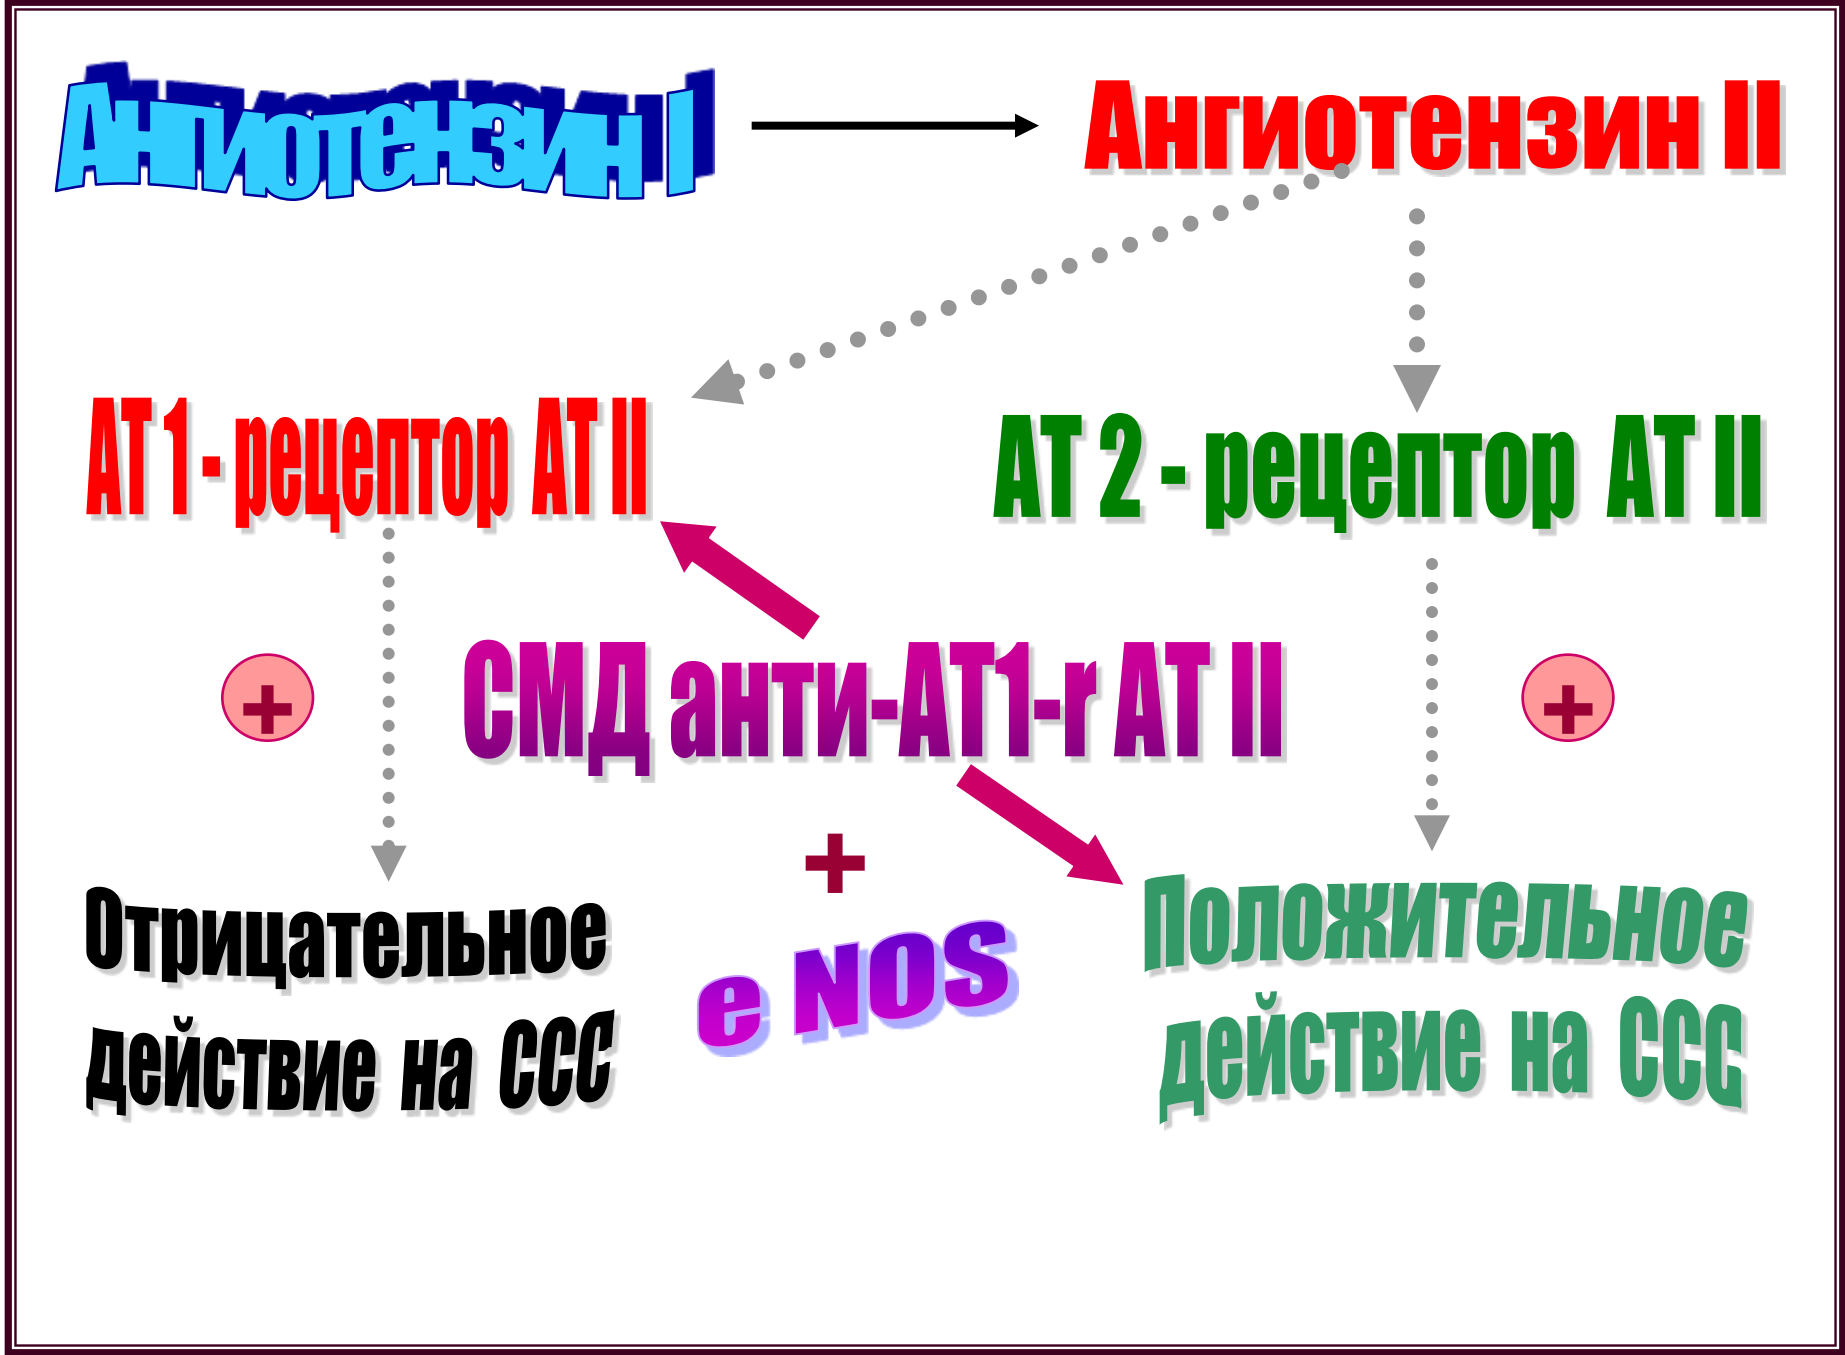 Ангиотензин I
Ангиотензин II
АТ 1 - рецептор АТ II
АТ 2 - рецептор АТ II
+
СМД анти-АТ1-r АТ II
+
+
Отрицательное
действие на ССС
e NOS
Положительное
действие на ССС